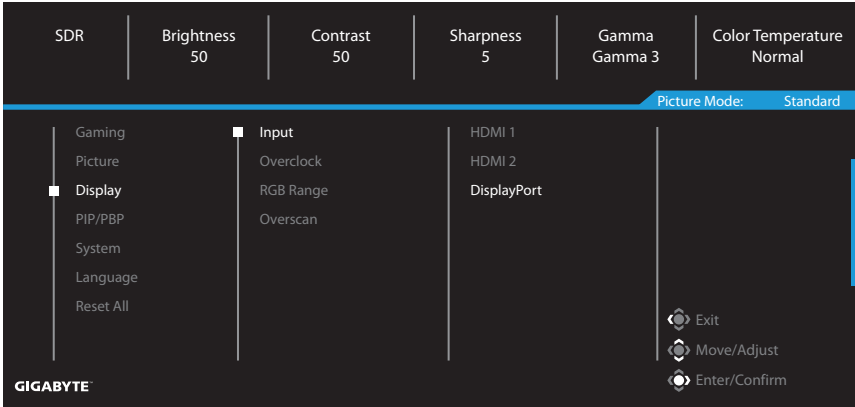 SDR Brightness Contrast Sharpness Gamma Color Temperature
50 50 5 Gamma 3 Normal
Picture Mode: Standard
Gaming Input HDMI 1
Picture Overclock HDMI 2
Display RGB Range DisplayPort
PIP/PBP Overscan
System
Language
Reset All
Exit
Move/Adjust
GIGABYTE™ Enter/Confirm